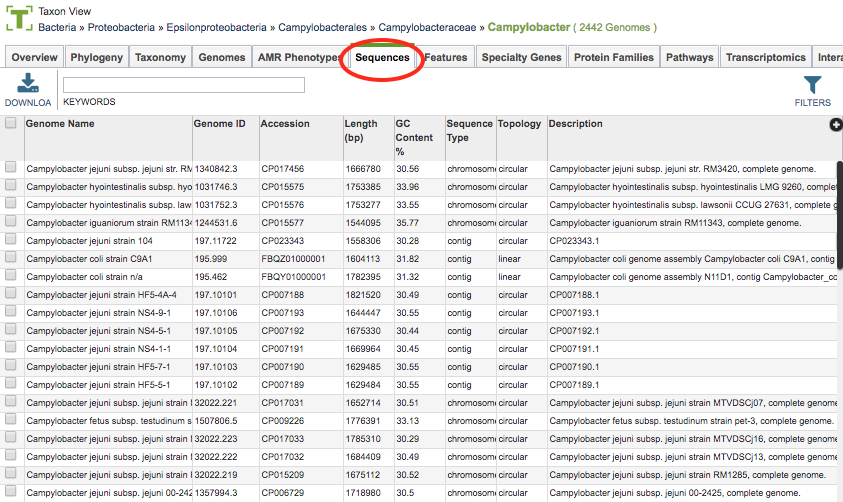 Taxon View
Bacteria » Proteobacteria » Epsilonproteobacteria » Campylobacterales » Campylobacteraceae » Campylobacter ( 2442 Genomes )
Overview Phylogeny Taxonomy Genomes AMR Phenotypes Sequences Features Specialty Genes Protein Families Pathways Transcriptomics Intera
DOWNLOA KEYWORDS FILTERS
Genome Name Genome ID Accession Length (bp) GC Content % Sequence Type Topology Description
Campylobacter jejuni subsp. jejuni str. RM 1340842.3 CP017456 1666780 30.56 chromosome circular Campylobacter jejuni subsp. jejuni str. RM3420, complete genome.
Campylobacter hyointestinalis subsp. hyo 1031746.3 CP015575 1753385 33.96 chromosome circular Campylobacter hyointestinalis subsp. hyointestinalis LMG 9260, complet
Campylobacter hyointestinalis subsp. law 1031752.3 CP015576 1753277 33.55 chromosome circular Campylobacter hyointestinalis subsp. lawsonii CCUG 27631, complete g
Campylobacter iguaniorum strain RM1134 1244531.6 CP015577 1544095 35.77 chromosome circular Campylobacter iguaniorum strain RM11343, complete genome.
Campylobacter jejuni strain 104 197.11722 CP023343 1558306 30.28 contig circular CP023343.1
Campylobacter coli strain C9A1 195.999 FBQZ01000001 1604113 31.82 contig linear Campylobacter coli genome assembly Campylobacter coli C9A1, contig
Campylobacter coli strain n/a 195.462 FBQY01000001 1782395 31.32 contig linear Campylobacter coli genome assembly N11D1, contig Campylobacter_co
Campylobacter jejuni strain HF5-4A-4 197.10101 CP007188 1821520 30.49 contig circular CP007188.1
Campylobacter jejuni strain NS4-9-1 197.10106 CP007193 1644447 30.55 contig circular CP007193.1
Campylobacter jejuni strain NS4-5-1 197.10105 CP007192 1675330 30.44 contig circular CP007192.1
Campylobacter jejuni strain NS4-1-1 197.10104 CP007191 1669964 30.45 contig circular CP007191.1
Campylobacter jejuni strain HF5-7-1 197.10103 CP007190 1629485 30.55 contig circular CP007190.1
Campylobacter jejuni strain HF5-5-1 197.10102 CP007189 1629484 30.55 contig circular CP007189.1
Campylobacter jejuni subsp. jejuni strain 32022.221 CP017031 1652714 30.51 chromosome circular Campylobacter jejuni subsp. jejuni strain MTVDSCj07, complete genome
Campylobacter fetus subsp. testudinum s 1507806.5 CP009226 1776391 33.13 chromosome circular Campylobacter fetus subsp. testudinum strain pet-3, complete genome.
Campylobacter jejuni subsp. jejuni strain 32022.223 CP017033 1785310 30.29 chromosome circular Campylobacter jejuni subsp. jejuni strain MTVDSCj16, complete genome
Campylobacter jejuni subsp. jejuni strain 32022.222 CP017032 1684409 30.49 chromosome circular Campylobacter jejuni subsp. jejuni strain MTVDSCj13, complete genome
Campylobacter jejuni subsp. jejuni strain 32022.219 CP015209 1675112 30.52 chromosome circular Campylobacter jejuni subsp. jejuni strain RM1285, complete genome.
Campylobacter jejuni subsp. jejuni 00-242 1357994.3 CP006729 1718980 30.5 chromosome circular Campylobacter jejuni subsp. jejuni 00-2425, complete genome.